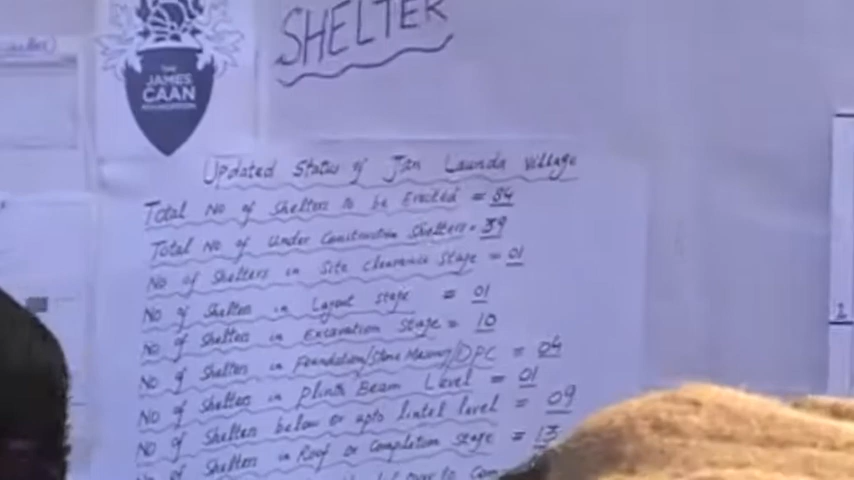 SHELTER
THE
JAMES
CAAN
FOUNDATION
Updated Status of Jan Launda Village
Total No of Shelters to be Erected = 84
Total No of Under Construction Shelters = 39
No of Shelters in Site Clearance Stage = 01
No of Shelters in Layout Stage = 01
No of Shelters in Excavation Stage = 10
No of Shelters in Foundation/Stone Masonry/DPC = 04
No of Shelters in Plinth Beam Level = 01
No of Shelters below or upto lintel level = 09
No of Shelters in Roof or Completion Stage = 13